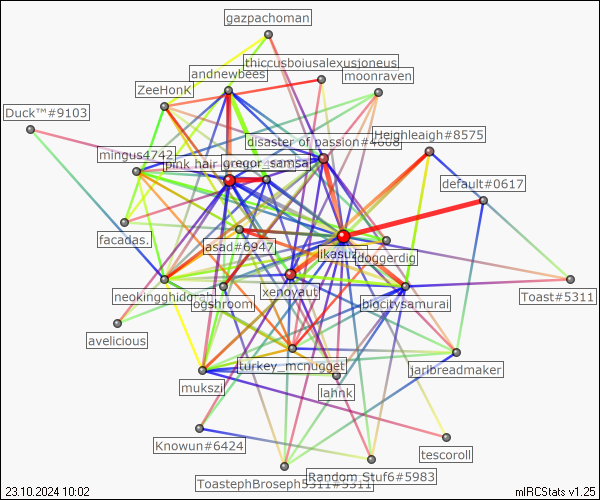 gazpachoman
thiccusboiusalexusjoneus
andnewbees
moonraven
ZeeHonK
Duck™#9103
Heighleaigh#8575
disaster of passion#4608
mingus4742
pink hair
gregor_samsa
default#0617
facadas.
jasad#6947
ikasuzi
doggerdig
neokingghidorah
ogshroom
xenoyaut
bigcitysamurai
Toast#5311
avelicious
turkey_mcnugget
jarlbreadmaker
mukszi
lahnk
Knowun#6424
tescoroll
Random Stuf6#5983
ToastephBroseph5311#5311
23.10.2024 10:02
mIRCStats v1.25